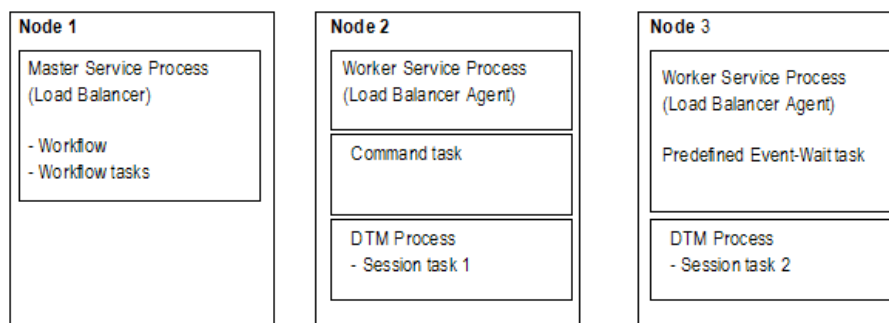 Node 1
Master Service Process
(Load Balancer)
- Workflow
- Workflow tasks
Node 2
Worker Service Process
(Load Balancer Agent)
Command task
DTM Process
- Session task 1
Node 3
Worker Service Process
(Load Balancer Agent)
Predefined Event-Wait task
DTM Process
- Session task 2